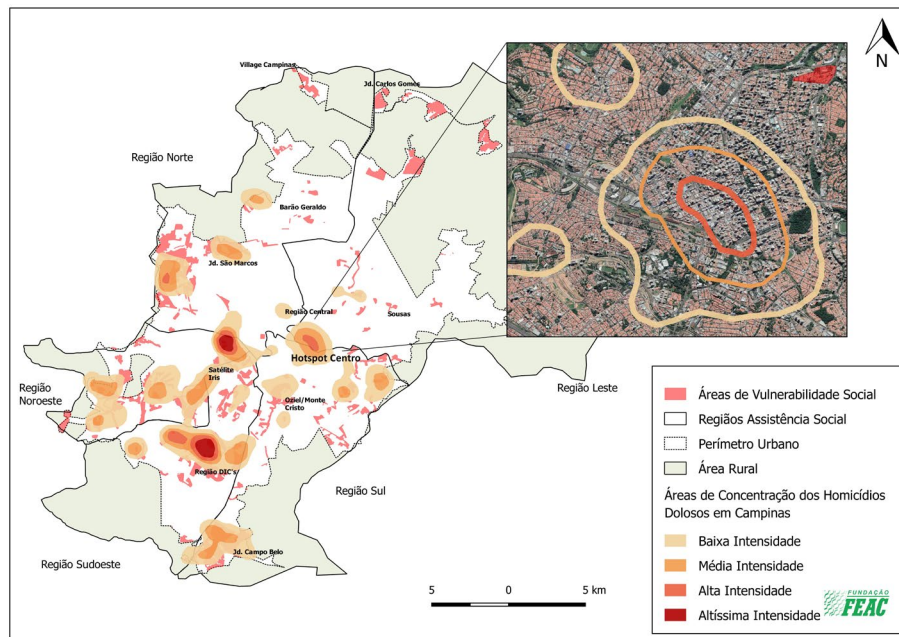 N
Village Campinas
Jd. Carlos Gomes
Região Norte
Barão Geraldo
Jd. São Marcos
Região Central
Sousas
Hotspot Centro
Satélite
Iris
Região
Noroeste
Oziel/Monte
Cristo
Região Leste
Região DIC's
Região Sul
Região Sudoeste
Jd. Campo Belo
5 0 5 km
Áreas de Vulnerabilidade Social
Regiãos Assistência Social
Perímetro Urbano
Área Rural
Áreas de Concentração dos Homicídios
Dolosos em Campinas
Baixa Intensidade
Média Intensidade
Alta Intensidade
Altíssima Intensidade
FUNDAÇÃO
FEAC